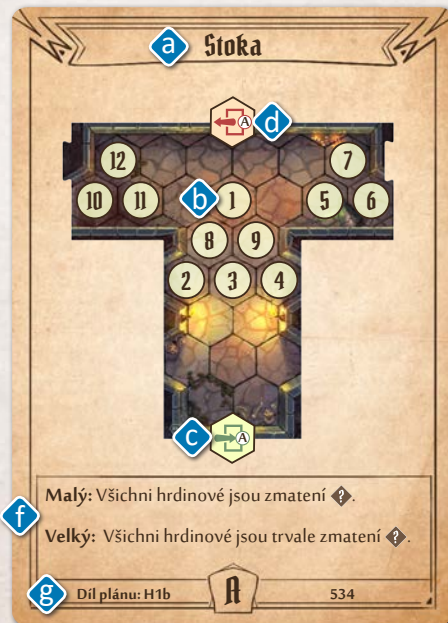 a Stoka
A d
12 7
10 11 b 1 5 6
8 9
2 3 4
c A
Malý: Všichni hrdinové jsou zmatení ?.
f
Velký: Všichni hrdinové jsou trvale zmatení ?.
g Díl plánu: H1b A 534